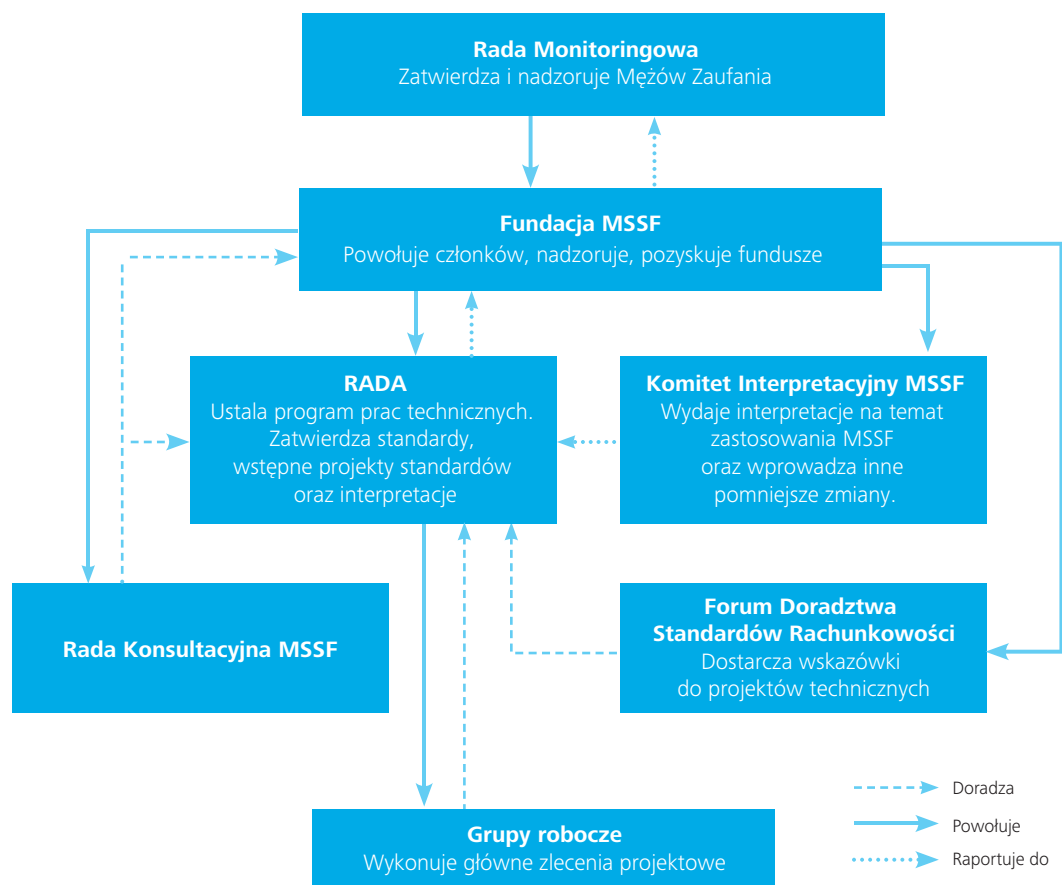 Rada Monitoringowa
Zatwierdza i nadzoruje Mężów Zaufania
Fundacja MSSF
Powołuje członków, nadzoruje, pozyskuje fundusze
RADA
Ustala program prac technicznych.
Zatwierdza standardy,
wstępne projekty standardów
oraz interpretacje
Komitet Interpretacyjny MSSF
Wydaje interpretacje na temat
zastosowania MSSF
oraz wprowadza inne
pomniejsze zmiany.
Rada Konsultacyjna MSSF
Forum Doradztwa
Standardów Rachunkowości
Dostarcza wskazówki
do projektów technicznych
Grupy robocze
Wykonuje główne zlecenia projektowe
Doradza
Powołuje
Raportuje do